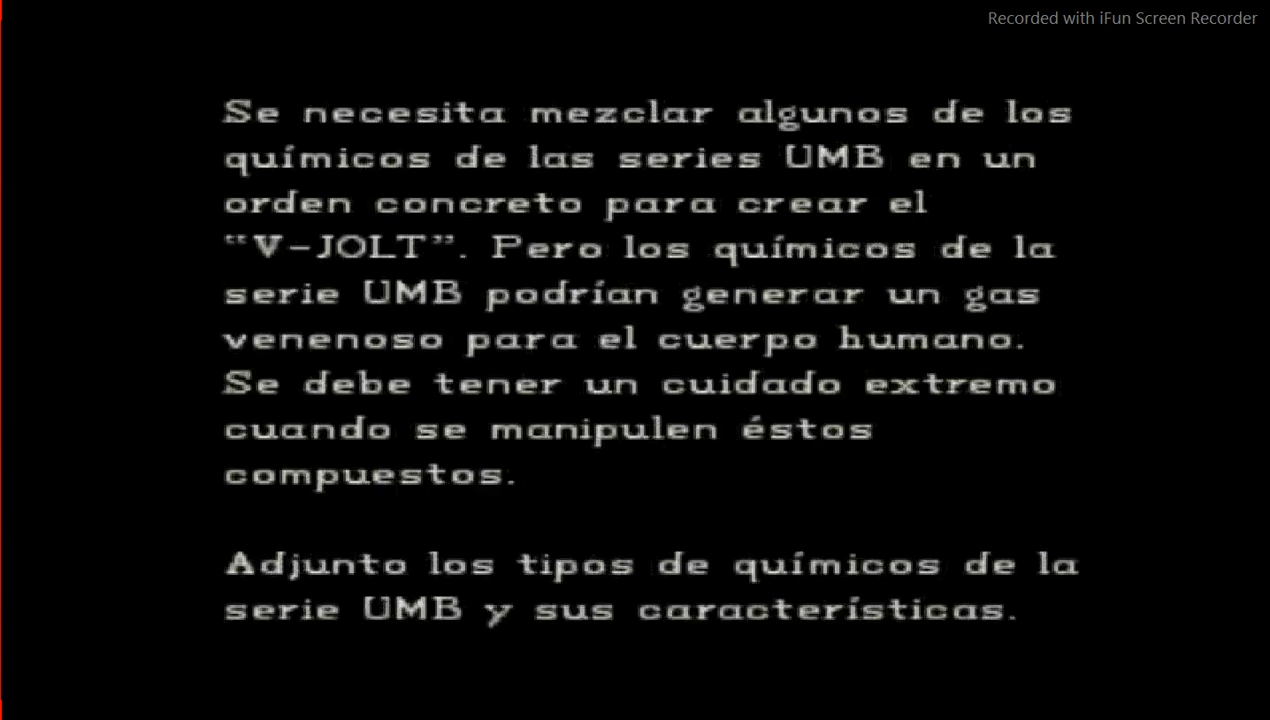 Recorded with iFun Screen Recorder
Se necesita mezclar algunos de los
químicos de las series UMB en un
orden concreto para crear el
“V-JOLT”. Pero los químicos de la
serie UMB podrían generar un gas
venenoso para el cuerpo humano.
Se debe tener un cuidado extremo
cuando se manipulen éstos
compuestos.
Adjunto los tipos de químicos de la
serie UMB y sus características.